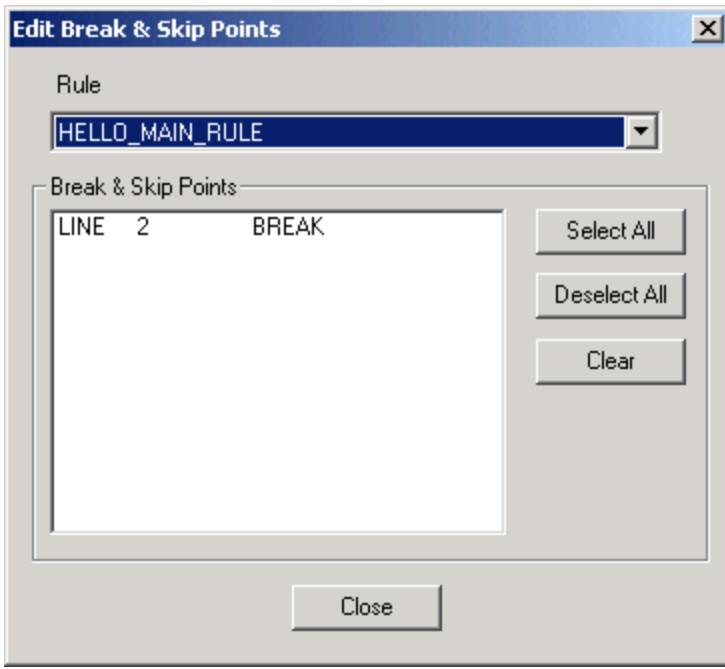 Edit Break & Skip Points
Rule
HELLO_MAIN_RULE
Break & Skip Points
LINE 2 BREAK
Select All
Deselect All
Clear
Close